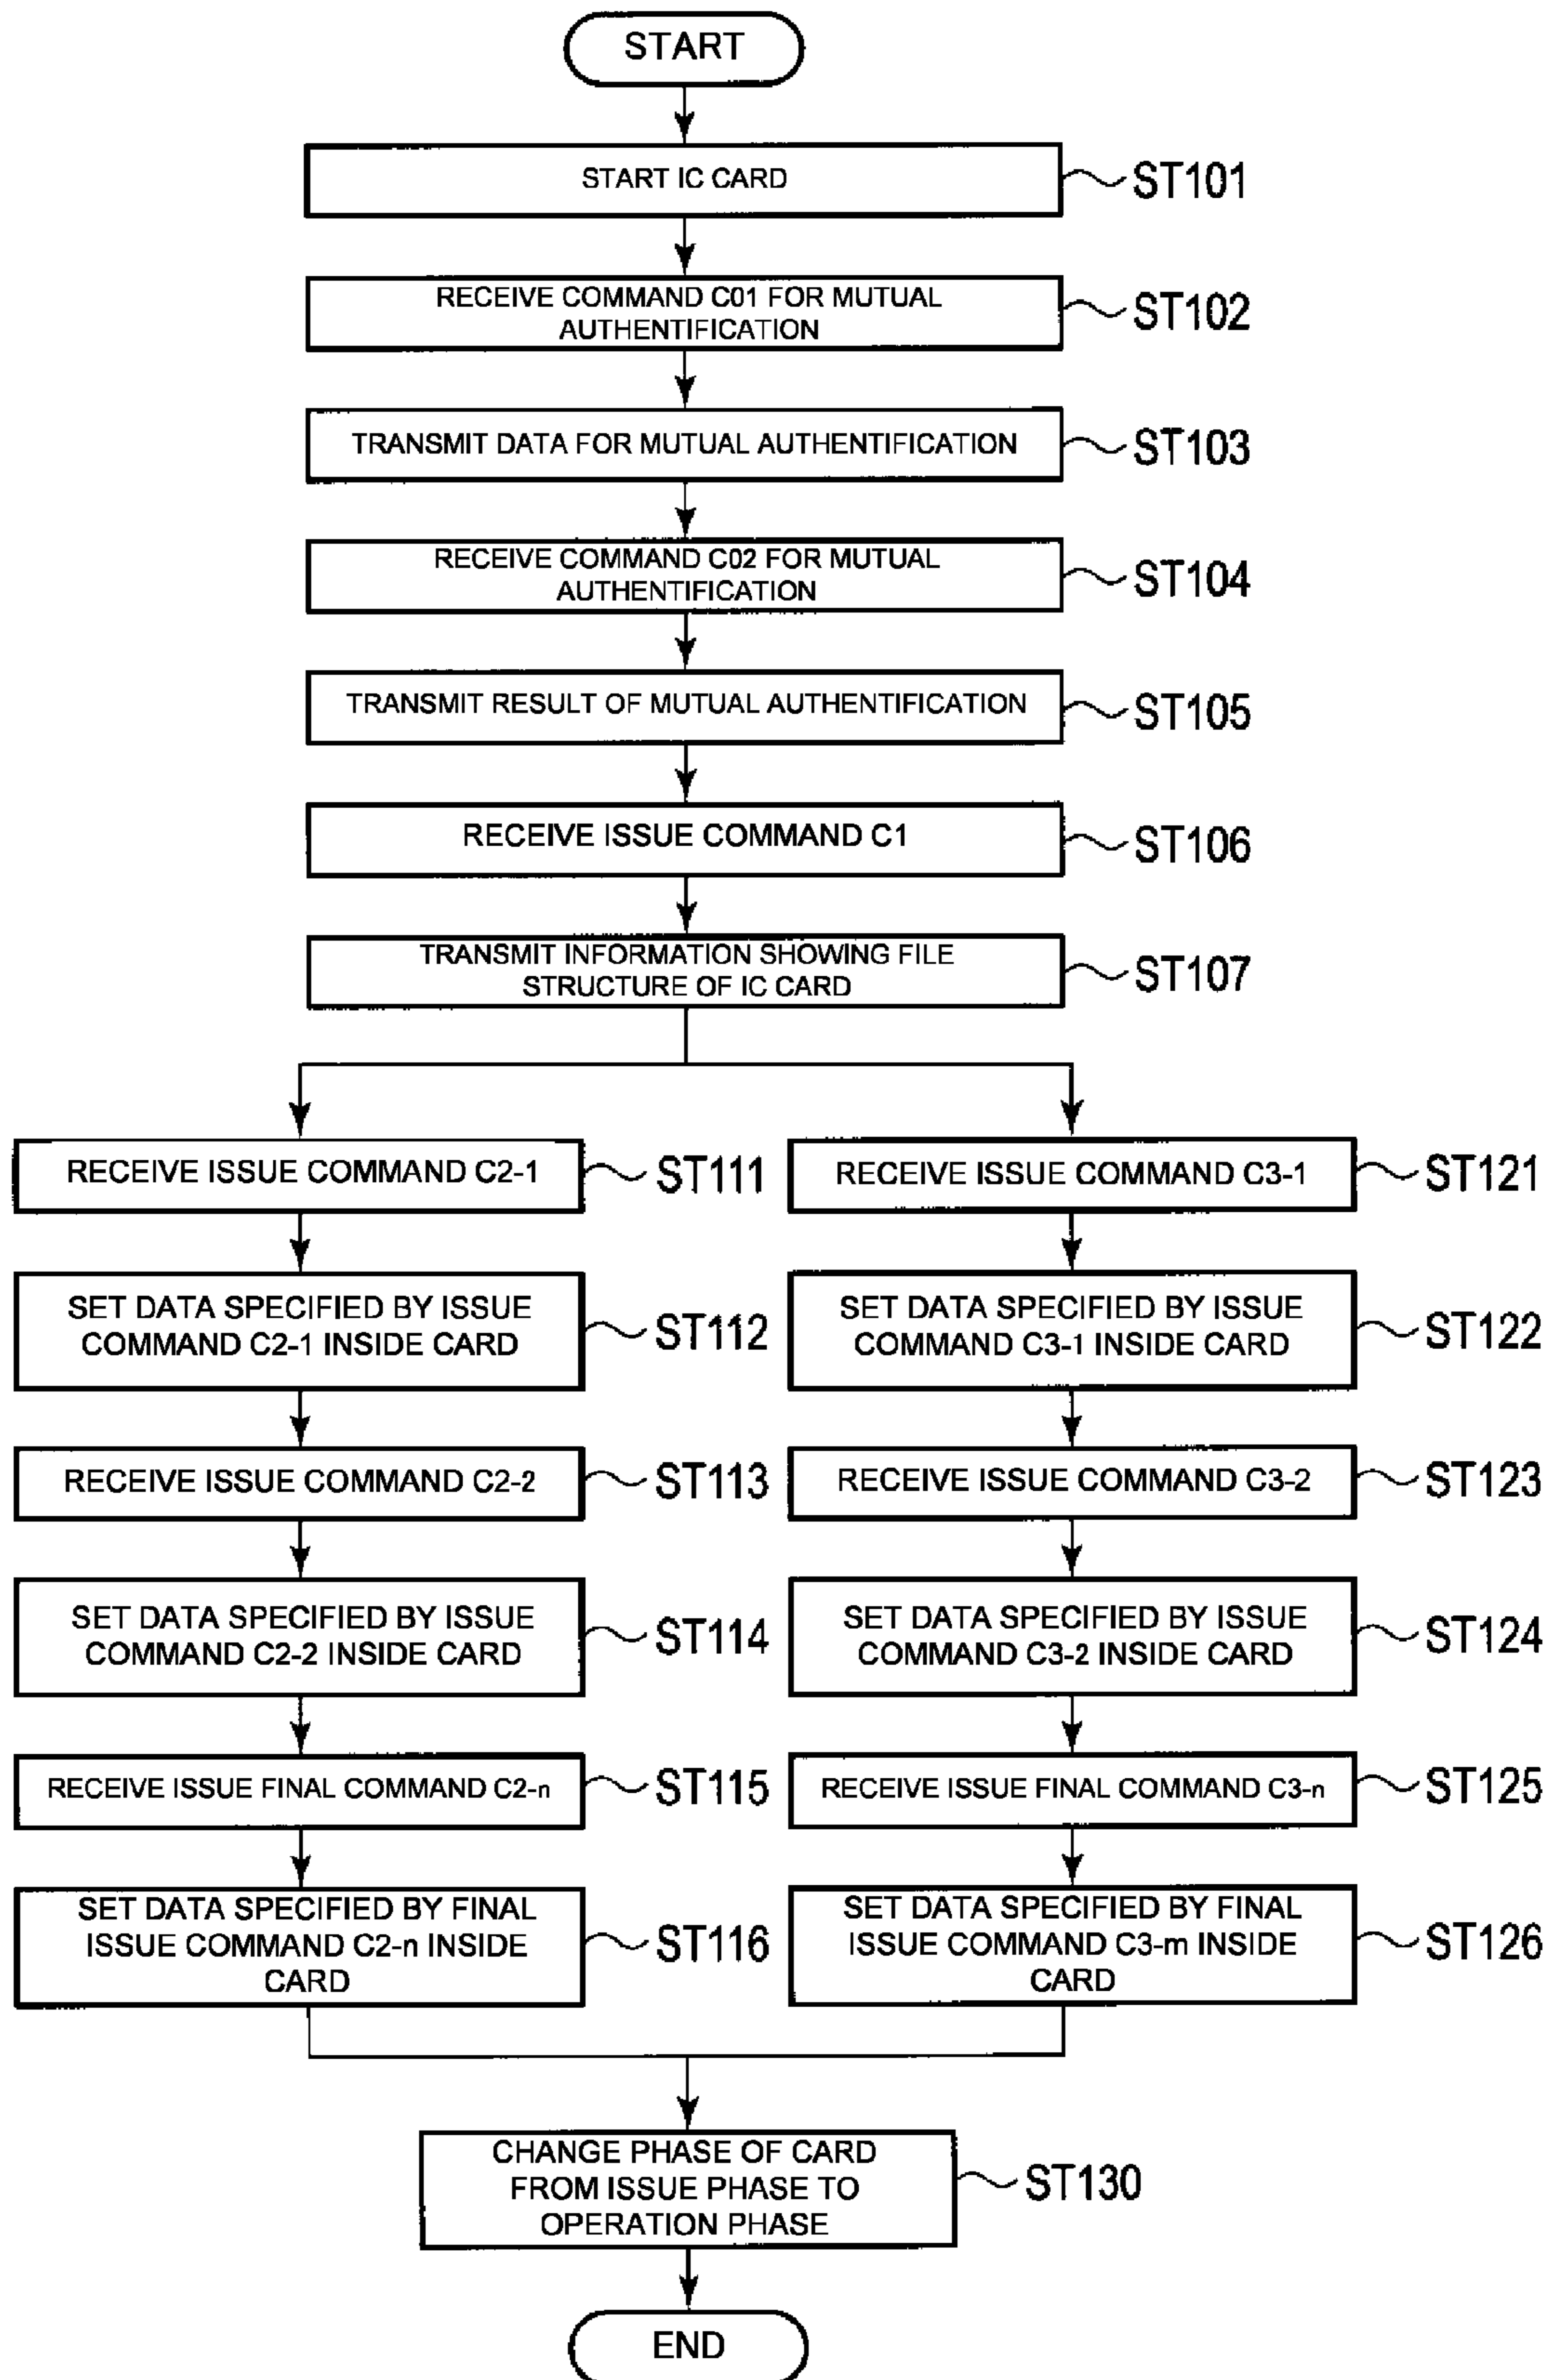 START
START IC CARD
ST101
RECEIVE COMMAND C01 FOR MUTUAL
AUTHENTIFICATION
ST102
TRANSMIT DATA FOR MUTUAL AUTHENTIFICATION
ST103
RECEIVE COMMAND C02 FOR MUTUAL
AUTHENTIFICATION
ST104
TRANSMIT RESULT OF MUTUAL AUTHENTIFICATION
ST105
RECEIVE ISSUE COMMAND C1
ST106
TRANSMIT INFORMATION SHOWING FILE
STRUCTURE OF IC CARD
ST107
RECEIVE ISSUE COMMAND C2-1
ST111
SET DATA SPECIFIED BY ISSUE
COMMAND C2-1 INSIDE CARD
ST112
RECEIVE ISSUE COMMAND C2-2
ST113
SET DATA SPECIFIED BY ISSUE
COMMAND C2-2 INSIDE CARD
ST114
RECEIVE ISSUE FINAL COMMAND C2-n
ST115
SET DATA SPECIFIED BY FINAL
ISSUE COMMAND C2-n INSIDE
CARD
ST116
RECEIVE ISSUE COMMAND C3-1
ST121
SET DATA SPECIFIED BY ISSUE
COMMAND C3-1 INSIDE CARD
ST122
RECEIVE ISSUE COMMAND C3-2
ST123
SET DATA SPECIFIED BY ISSUE
COMMAND C3-2 INSIDE CARD
ST124
RECEIVE ISSUE FINAL COMMAND C3-n
ST125
SET DATA SPECIFIED BY FINAL
ISSUE COMMAND C3-m INSIDE
CARD
ST126
CHANGE PHASE OF CARD
FROM ISSUE PHASE TO
OPERATION PHASE
ST130
END